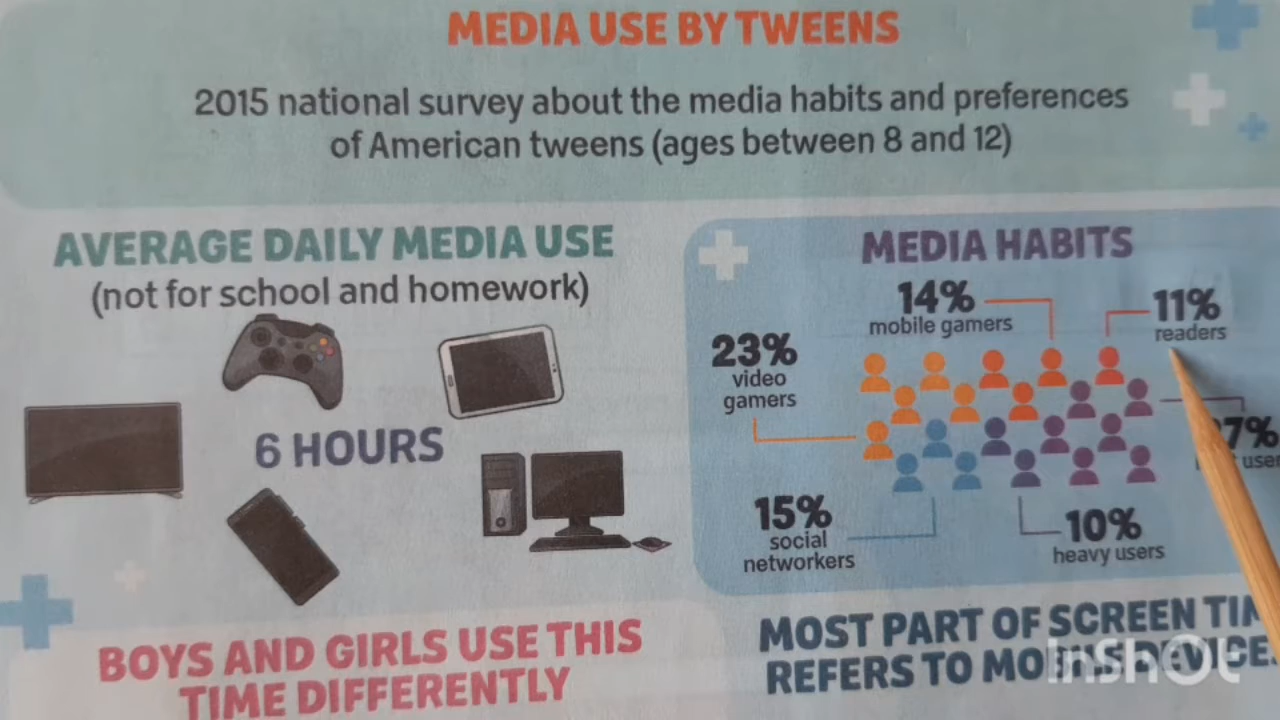 MEDIA USE BY TWEENS
2015 national survey about the media habits and preferences
of American tweens (ages between 8 and 12)
AVERAGE DAILY MEDIA USE
(not for school and homework)
6 HOURS
MEDIA HABITS
14%
mobile gamers
11%
readers
23%
video
gamers
7%
15%
social
networkers
10%
heavy users
BOYS AND GIRLS USE THIS
TIME DIFFERENTLY
MOST PART OF SCREEN
REFERS TO MOBILE DEVICE
InShOt